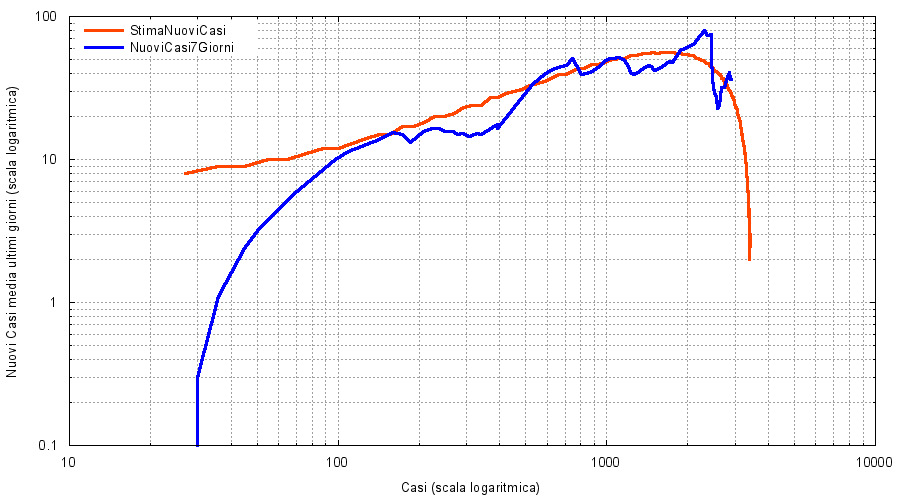 100
10
1
0.1
StimaNuoviCasi
NuoviCasi7Giorni
Nuovi Casi media ultimi giorni (scala logaritmica)
10
100
1000
10000
Casi (scala logaritmica)